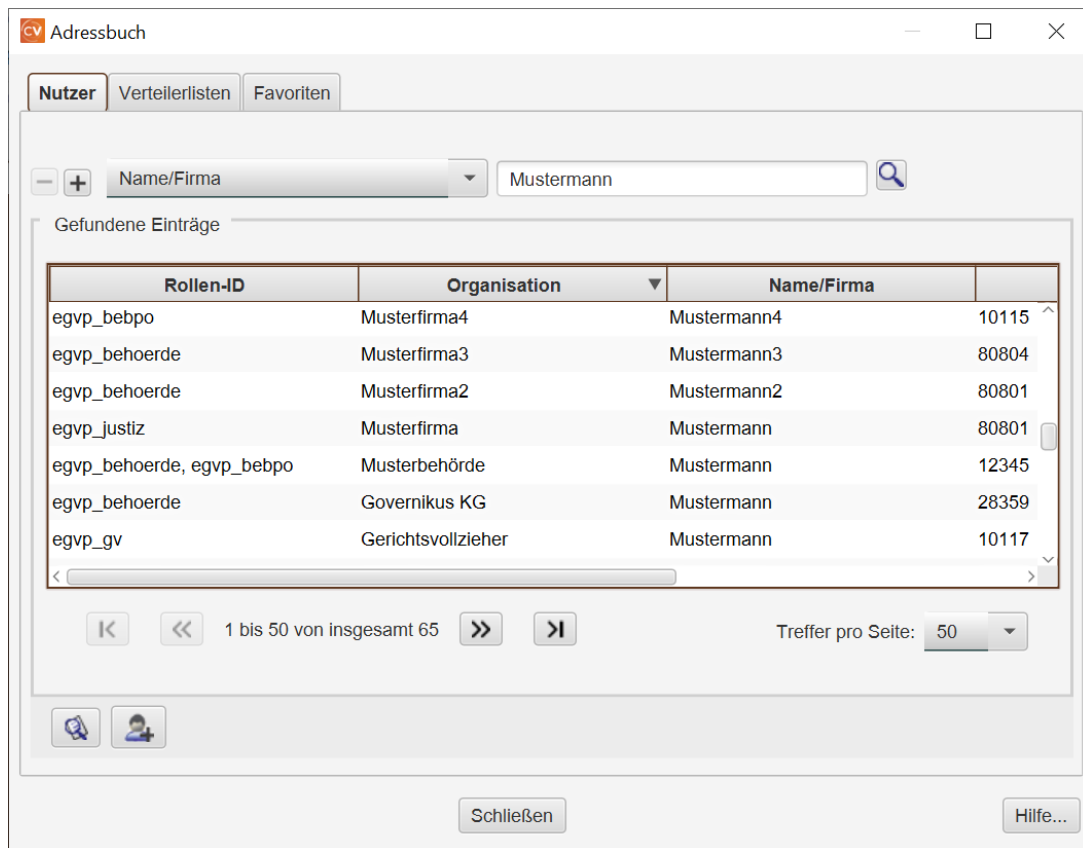 CV Adressbuch
Nutzer Verteilerlisten Favoriten
Name/Firma Mustermann
Gefundene Einträge
Rollen-ID Organisation Name/Firma
egvp_bebpo Musterfirma4 Mustermann4 10115
egvp_behoerde Musterfirma3 Mustermann3 80804
egvp_behoerde Musterfirma2 Mustermann2 80801
egvp_justiz Musterfirma Mustermann 80801
egvp_behoerde, egvp_bebpo Musterbehörde Mustermann 12345
egvp_behoerde Governikus KG Mustermann 28359
egvp_gv Gerichtsvollzieher Mustermann 10117
1 bis 50 von insgesamt 65 Treffer pro Seite: 50
Schließen Hilfe...